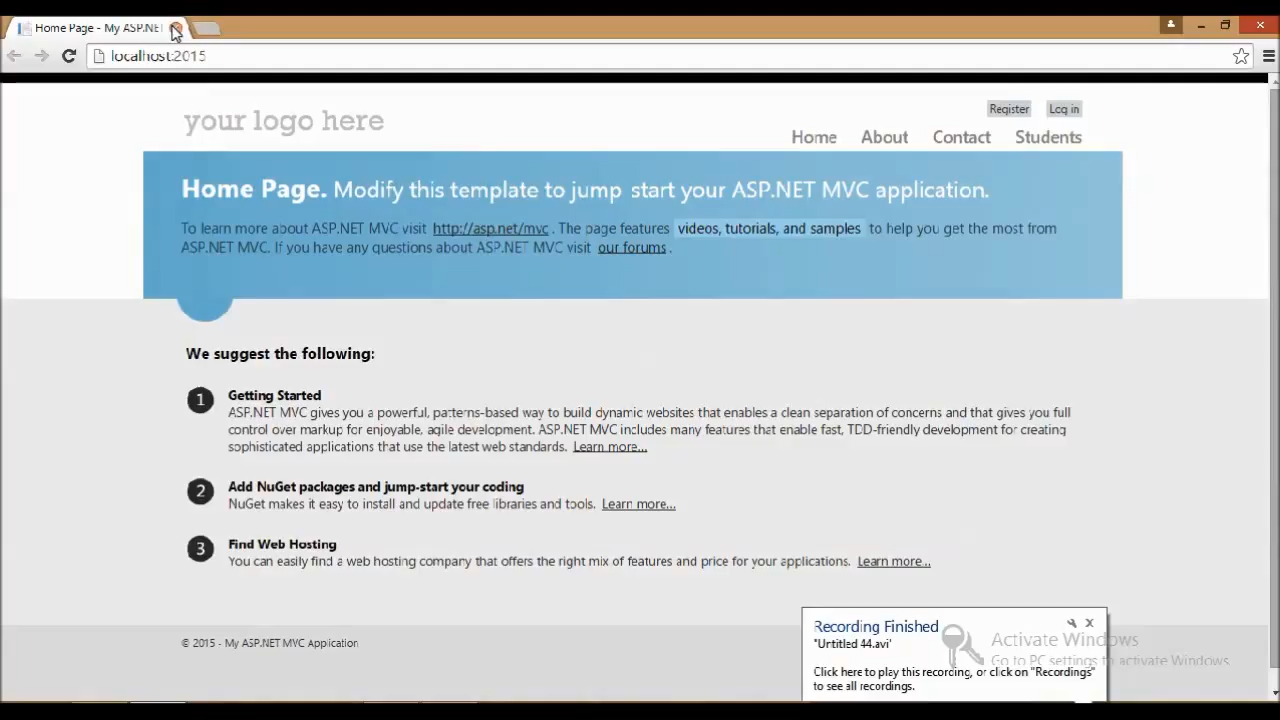 Home Page - My ASP.NET
localhost:2015
Register Log in
your logo here
Home About Contact Students
Home Page. Modify this template to jump start your ASP.NET MVC application.
To learn more about ASP.NET MVC visit http://asp.net/mvc . The page features videos, tutorials, and samples to help you get the most from
ASP.NET MVC. If you have any questions about ASP.NET MVC visit our forums .
We suggest the following:
1 Getting Started
ASP.NET MVC gives you a powerful, patterns-based way to build dynamic websites that enables a clean separation of concerns and that gives you full
control over markup for enjoyable, agile development. ASP.NET MVC includes many features that enable fast, TDD-friendly development for creating
sophisticated applications that use the latest web standards. Learn more...
2 Add NuGet packages and jump-start your coding
NuGet makes it easy to install and update free libraries and tools. Learn more...
3 Find Web Hosting
You can easily find a web hosting company that offers the right mix of features and price for your applications. Learn more...
© 2015 - My ASP.NET MVC Application
Recording Finished
"Untitled 44.avi"
Click here to play this recording, or click on "Recordings"
to see all recordings.
Activate Windows
Go to PC settings to activate Windows.